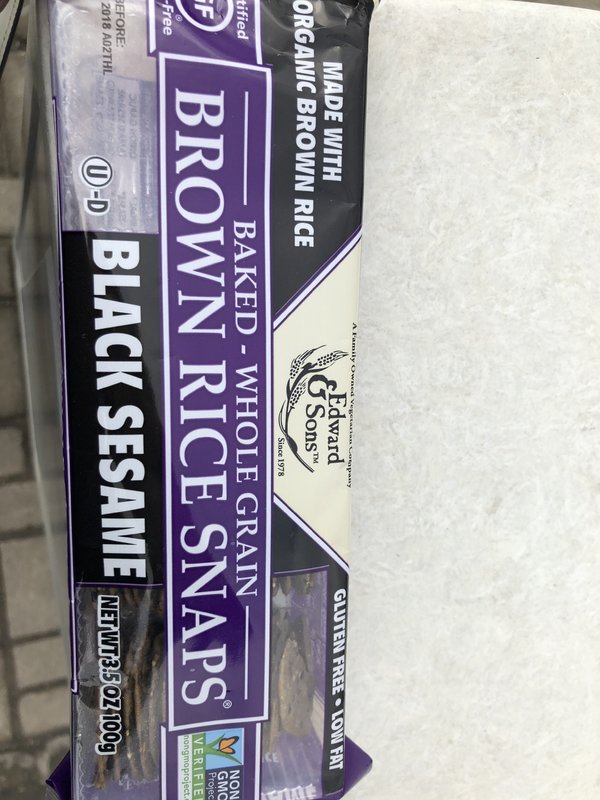 MADE WITH
ORGANIC BROWN RICE
A Family Owned Vegetarian Company
Edward
& Sons™
Since 1978
GLUTEN FREE • LOW FAT
BAKED - WHOLE GRAIN
BROWN RICE SNAPS®
BLACK SESAME
NET WT 3.5 OZ 100g
U-D
GF
-Free®
2018 A02THL
NON
GMO
Project
VERIFIED
nongmoproject.